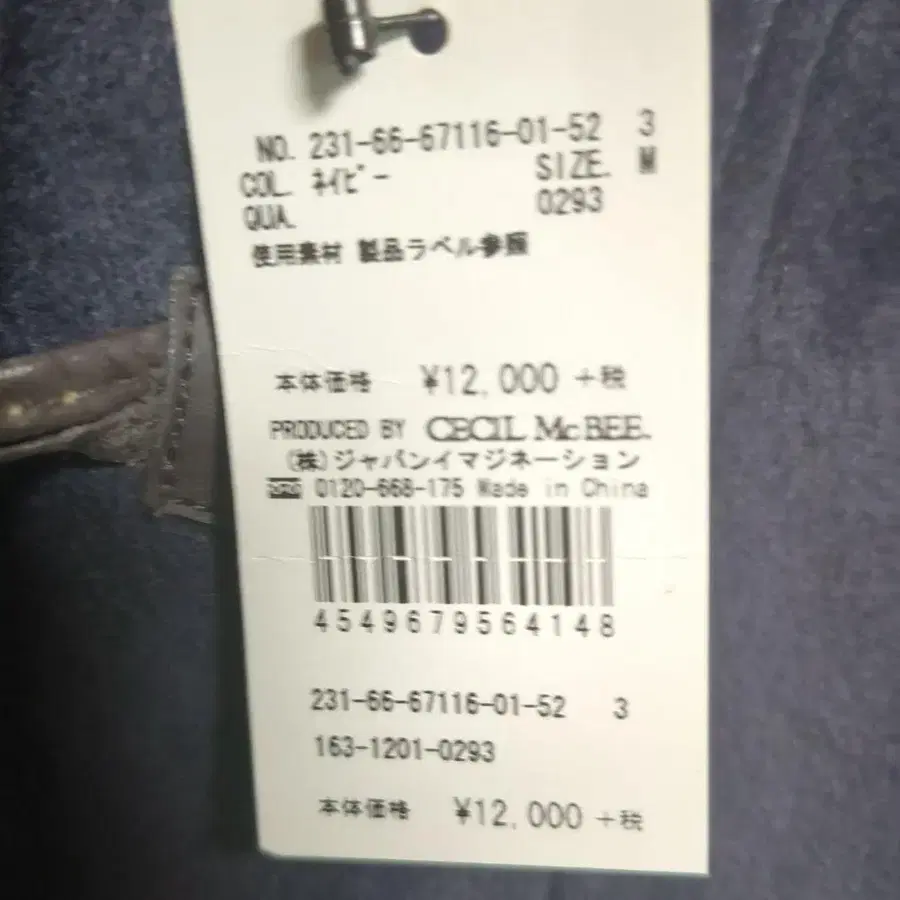 NO. 231-66-67116-01-52 3
COL. ネイビー SIZE. M
QUA. 0293
使用素材 製品ラベル参照
本体価格 ¥12,000 +税
PRODUCED BY CECIL McBEE.
(株)ジャパンイマジネーション
0120-668-175 Made in China
4549679564148
231-66-67116-01-52 3
163-1201-0293
本体価格 ¥12,000 +税